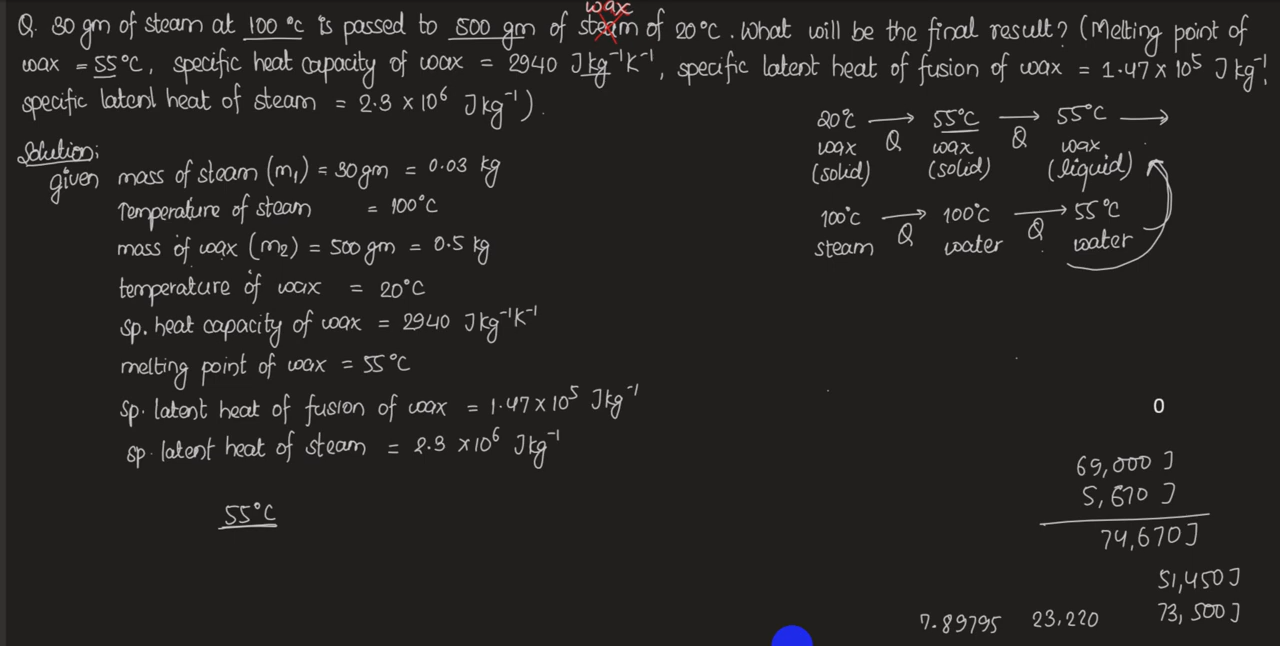 wax
Q. 30 gm of steam at 100 °C is passed to 500 gm of steam of 20°C. What will be the final result? (Melting point of
wax = 55°C, specific heat capacity of wax = 2940 Jkg⁻¹K⁻¹, specific latent heat of fusion of wax = 1.47 × 10⁵ J kg⁻¹,
specific latent heat of steam = 2.3 × 10⁶ J kg⁻¹).
Solution;
given mass of steam (m₁) = 30 gm = 0.03 kg
Temperature of steam = 100°C
mass of wax (m₂) = 500 gm = 0.5 kg
temperature of wax = 20°C
sp. heat capacity of wax = 2940 Jkg⁻¹K⁻¹
melting point of wax = 55°C
sp. latent heat of fusion of wax = 1.47 × 10⁵ Jkg⁻¹
sp. latent heat of steam = 2.3 × 10⁶ Jkg⁻¹
55°C
20°C → 55°C → 55°C →
wax Q wax Q wax
(solid) (solid) (liquid)
100°C → 100°C → 55°C
steam Q water Q water
0
69,000 J
5,670 J
74,670 J
51,450 J
7.89795 23,220 73,500 J